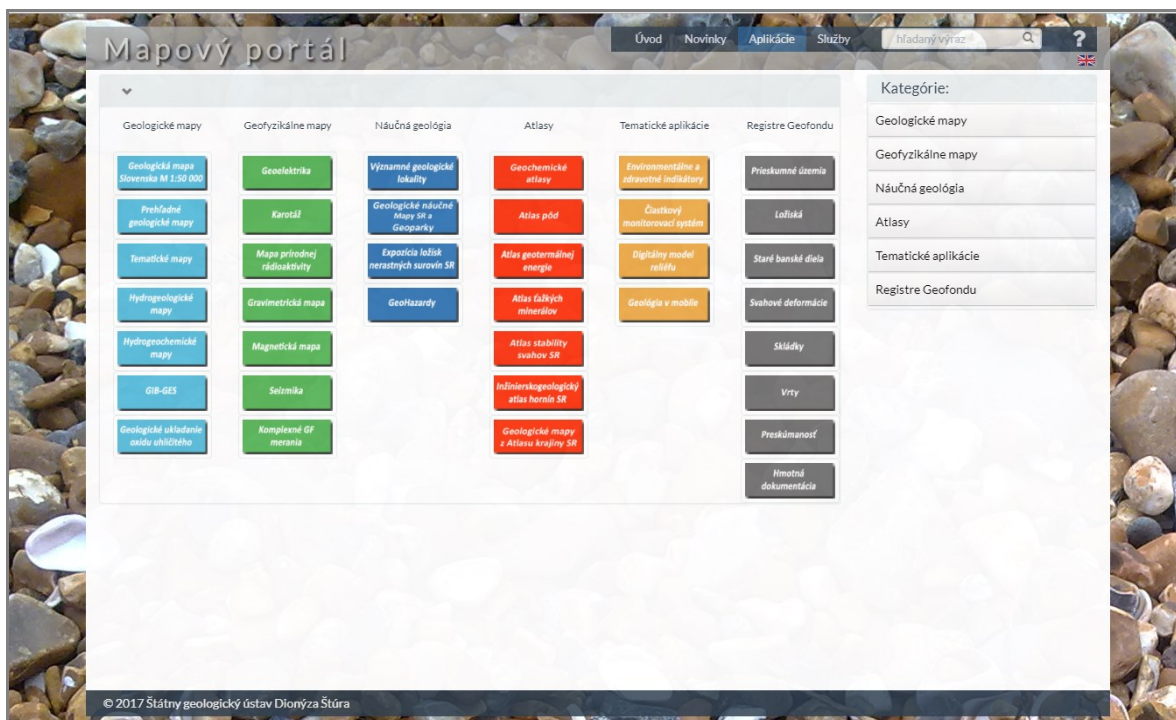 Mapový portál
Úvod Novinky Aplikácie Služby
hľadaný výraz
?
Geologické mapy
Geologická mapa
Slovenska M 1:50 000
Prehľadné
geologické mapy
Tematické mapy
Hydrogeologické
mapy
Hydrogeochemické
mapy
GIB-GES
Geologické ukladanie
oxidu uhličitého
Geofyzikálne mapy
Geoelektrika
Karotáž
Mapa prírodnej
rádioaktivity
Gravimetrická mapa
Magnetická mapa
Seizmika
Komplexné GF
merania
Náučná geológia
Významné geologické
lokality
Geologické náučné
Mapy SR a
Geoparky
Expozícia ložísk
nerastných surovín SR
GeoHazardy
Atlasy
Geochemické
atlasy
Atlas pôd
Atlas geotermálnej
energie
Atlas ťažkých
minerálov
Atlas stability
svahov SR
Inžinierskogeologický
atlas hornín SR
Geologické mapy
z Atlasu krajiny SR
Tematické aplikácie
Environmentálne a
zdravotné indikátory
Čiastkový
monitorovací systém
Digitálny model
reliéfu
Geológia v mobile
Registre Geofondu
Prieskumné územia
Ložiská
Staré banské diela
Svahové deformácie
Skládky
Vrty
Preskúmanosť
Hmotná
dokumentácia
Kategórie:
Geologické mapy
Geofyzikálne mapy
Náučná geológia
Atlasy
Tematické aplikácie
Registre Geofondu
© 2017 Štátny geologický ústav Dionýza Štúra